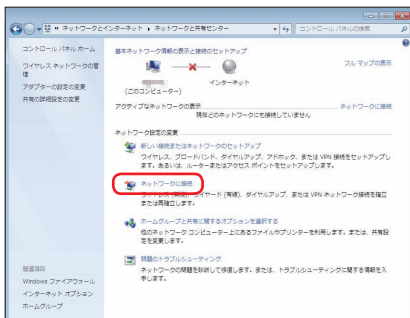 ≪ ネットワークとインターネット ▸ ネットワークと共有センター
コントロール パネルの検索
コントロール パネル ホーム
ワイヤレス ネットワークの管理
アダプターの設定の変更
共有の詳細設定の変更
基本ネットワーク情報の表示と接続のセットアップ
フル マップの表示
インターネット
(このコンピューター)
アクティブなネットワークの表示
ネットワークに接続
現在どのネットワークにも接続していません
ネットワーク設定の変更
新しい接続またはネットワークのセットアップ
ワイヤレス、ブロードバンド、ダイヤルアップ、アドホック、または VPN 接続をセットアップします。あるいは、ルーターまたはアクセス ポイントをセットアップします。
ネットワークに接続
ワイヤレス (無線)、ワイヤード (有線)、ダイヤルアップ、または VPN ネットワーク接続を確立または再確立します。
ホームグループと共有に関するオプションを選択する
他のネットワーク コンピューター上にあるファイルやプリンターを利用します。または、共有設定を変更します。
問題のトラブルシューティング
ネットワークの問題を診断して修復します。または、トラブルシューティングに関する情報を入手します。
関連項目
Windows ファイアウォール
インターネット オプション
ホームグループ